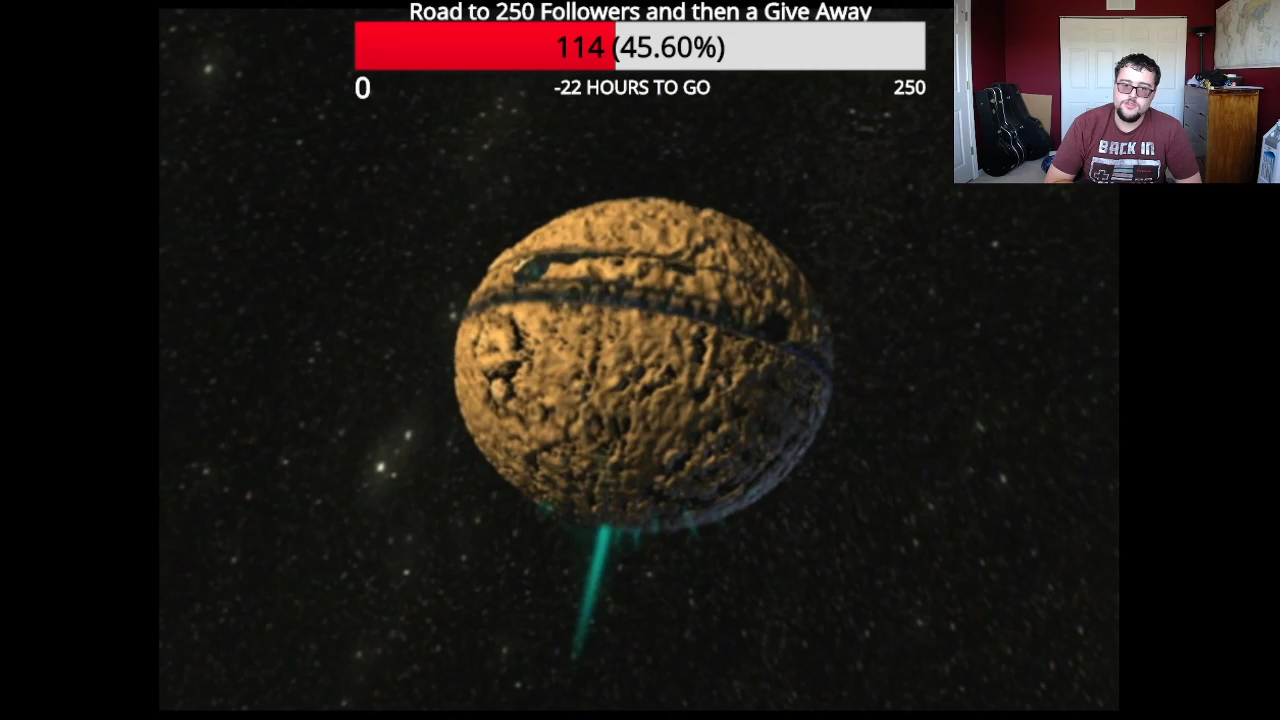 Road to 250 Followers and then a Give Away
114 (45.60%)
0
-22 HOURS TO GO
250
BACK IN